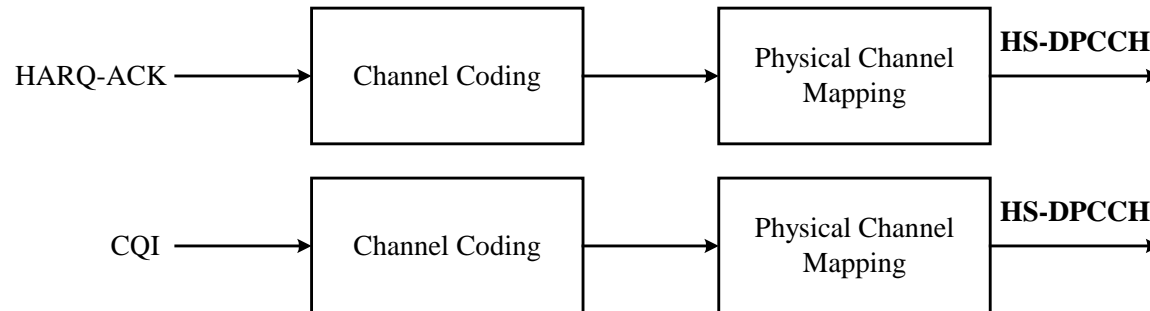 HS-DPCCH
HARQ-ACK
Channel Coding
Physical Channel
Mapping
HS-DPCCH
CQI
Channel Coding
Physical Channel
Mapping